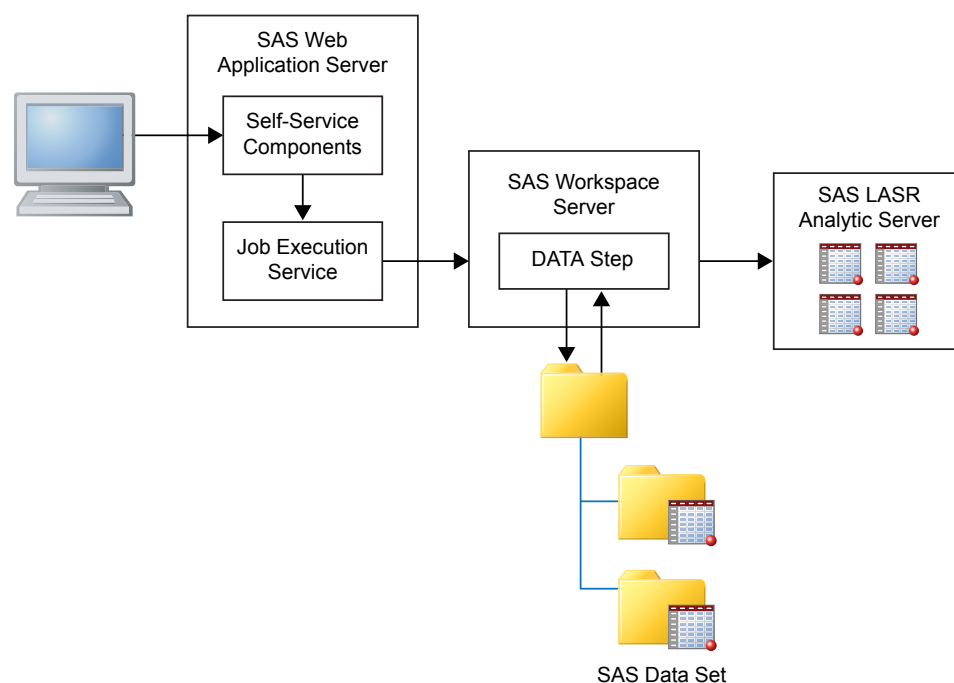 SAS Web
Application Server
Self-Service
Components
Job Execution
Service
SAS Workspace
Server
DATA Step
SAS LASR
Analytic Server
SAS Data Set